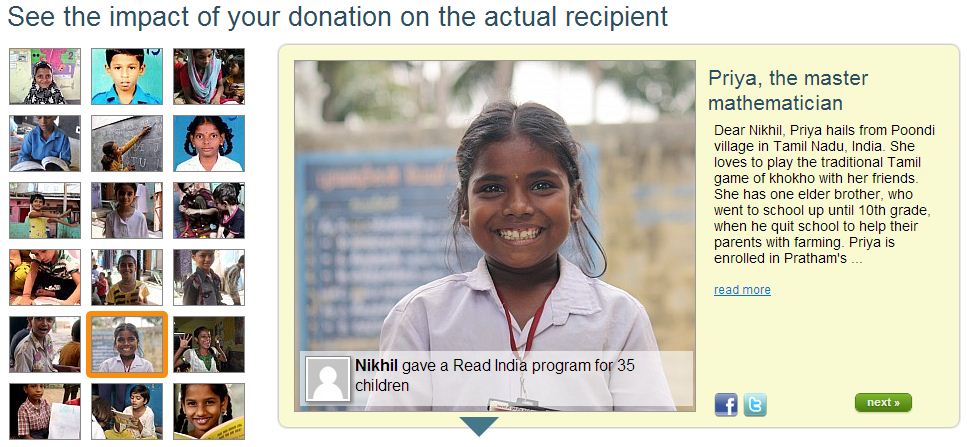 See the impact of your donation on the actual recipient
Priya, the master
mathematician
Dear Nikhil, Priya hails from Poondi
village in Tamil Nadu, India. She
loves to play the traditional Tamil
game of khokho with her friends.
She has one elder brother, who
went to school up until 10th grade,
when he quit school to help their
parents with farming. Priya is
enrolled in Pratham's ...
read more
Nikhil gave a Read India program for 35
children
next »